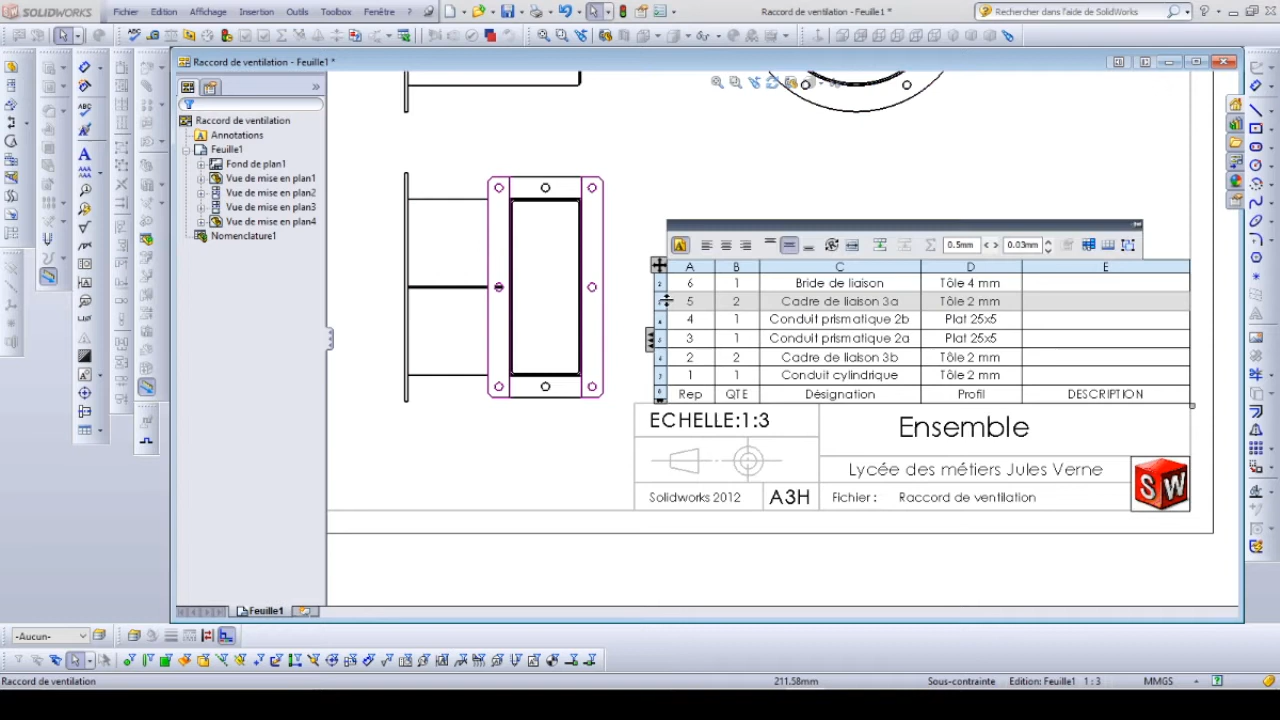 SOLIDWORKS
Fichier Edition Affichage Insertion Outils Toolbox Fenêtre ?
Raccord de ventilation - Feuille1 *
Rechercher dans l'aide de SolidWorks
Raccord de ventilation - Feuille1 *
Raccord de ventilation
Annotations
Feuille1
Fond de plan1
Vue de mise en plan1
Vue de mise en plan2
Vue de mise en plan3
Vue de mise en plan4
Nomenclature1
0.5mm 0.03mm
A B C D E
2 6 1 Bride de liaison Tôle 4 mm
5 2 Cadre de liaison 3a Tôle 2 mm
4 4 1 Conduit prismatique 2b Plat 25x5
5 3 1 Conduit prismatique 2a Plat 25x5
6 2 2 Cadre de liaison 3b Tôle 2 mm
7 1 1 Conduit cylindrique Tôle 2 mm
Rep QTE Désignation Profil DESCRIPTION
ECHELLE:1:3
Ensemble
Lycée des métiers Jules Verne
Solidworks 2012 A3H Fichier : Raccord de ventilation
SW
Feuille1
-Aucun-
Raccord de ventilation 211.58mm Sous-contrainte Edition: Feuille1 1 : 3 MMGS